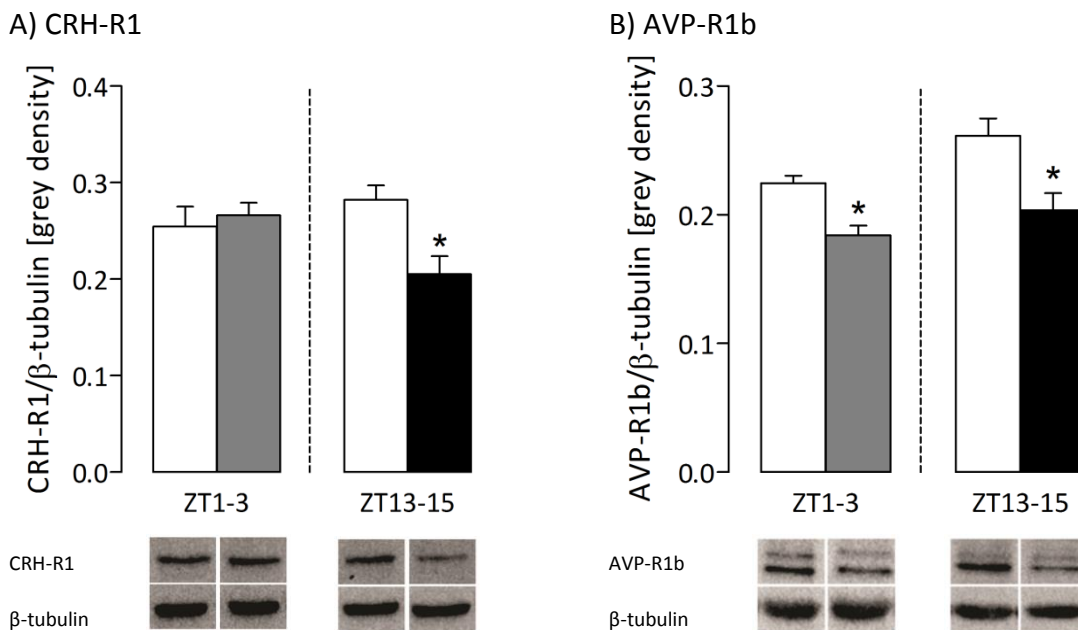 A) CRH-R1
CRH-R1/β-tubulin [grey density]
0.4
0.3
0.2
0.1
0.0
*
ZT1-3 ZT13-15
CRH-R1
β-tubulin
B) AVP-R1b
AVP-R1b/β-tubulin [grey density]
0.3
0.2
0.1
0.0
* *
ZT1-3 ZT13-15
AVP-R1b
β-tubulin